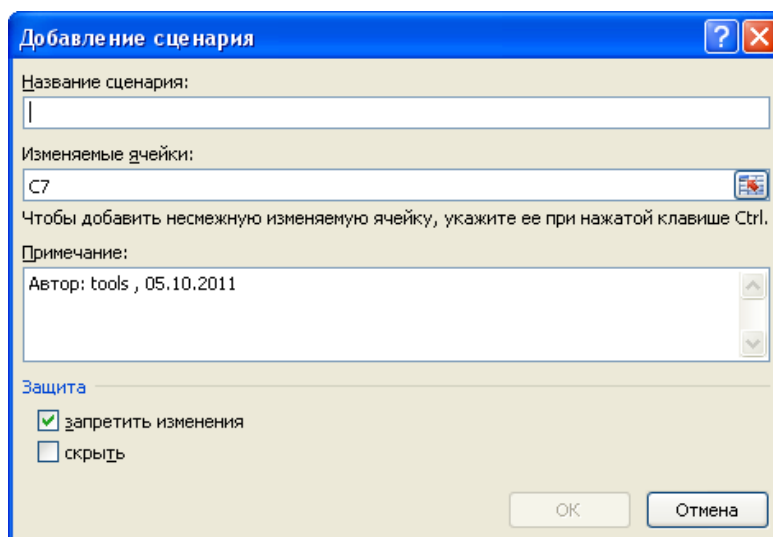 Добавление сценария
Название сценария:
Изменяемые ячейки:
C7
Чтобы добавить несмежную изменяемую ячейку, укажите ее при нажатой клавише Ctrl.
Примечание:
Автор: tools , 05.10.2011
Защита
запретить изменения
скрыть
ОК
Отмена